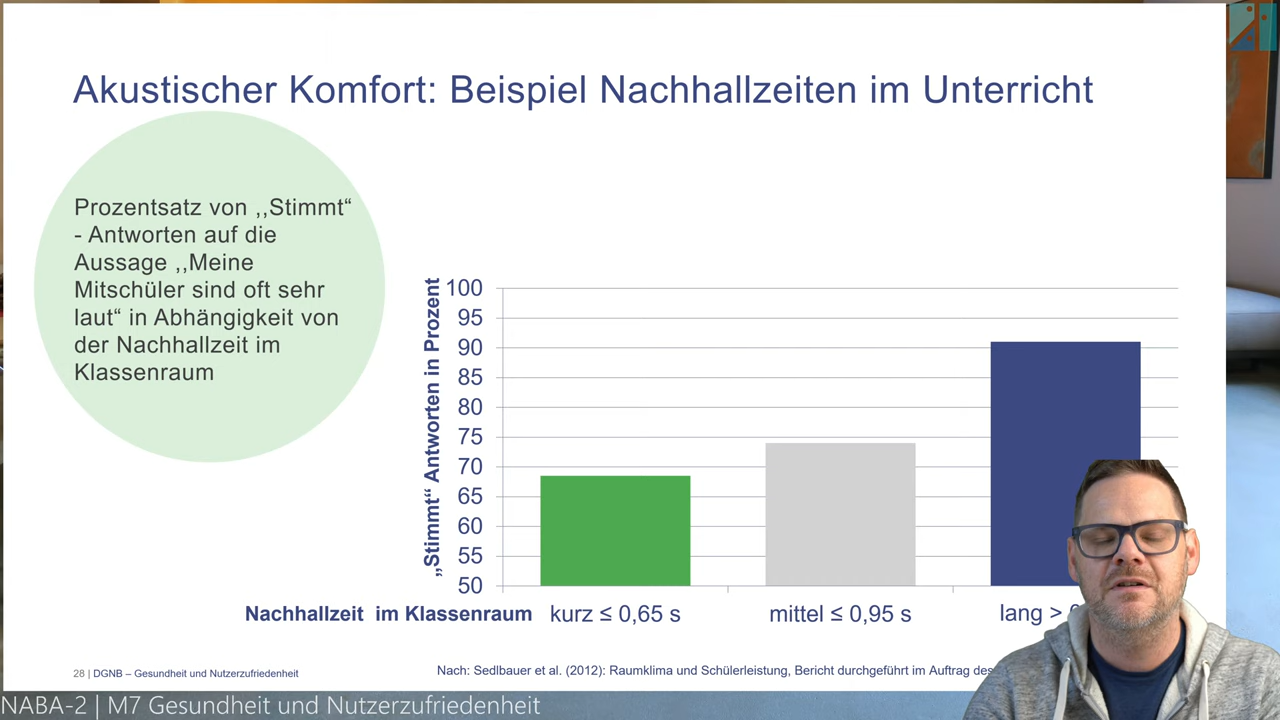 Akustischer Komfort: Beispiel Nachhallzeiten im Unterricht
Prozentsatz von ,,Stimmt“
- Antworten auf die
Aussage ,,Meine
Mitschüler sind oft sehr
laut“ in Abhängigkeit von
der Nachhallzeit im
Klassenraum
„Stimmt“ Antworten in Prozent
100
95
90
85
80
75
70
65
60
55
50
Nachhallzeit im Klassenraum kurz ≤ 0,65 s mittel ≤ 0,95 s lang >
28 | DGNB – Gesundheit und Nutzerzufriedenheit
Nach: Sedlbauer et al. (2012): Raumklima und Schülerleistung, Bericht durchgeführt im Auftrag des
NABA-2 | M7 Gesundheit und Nutzerzufriedenheit